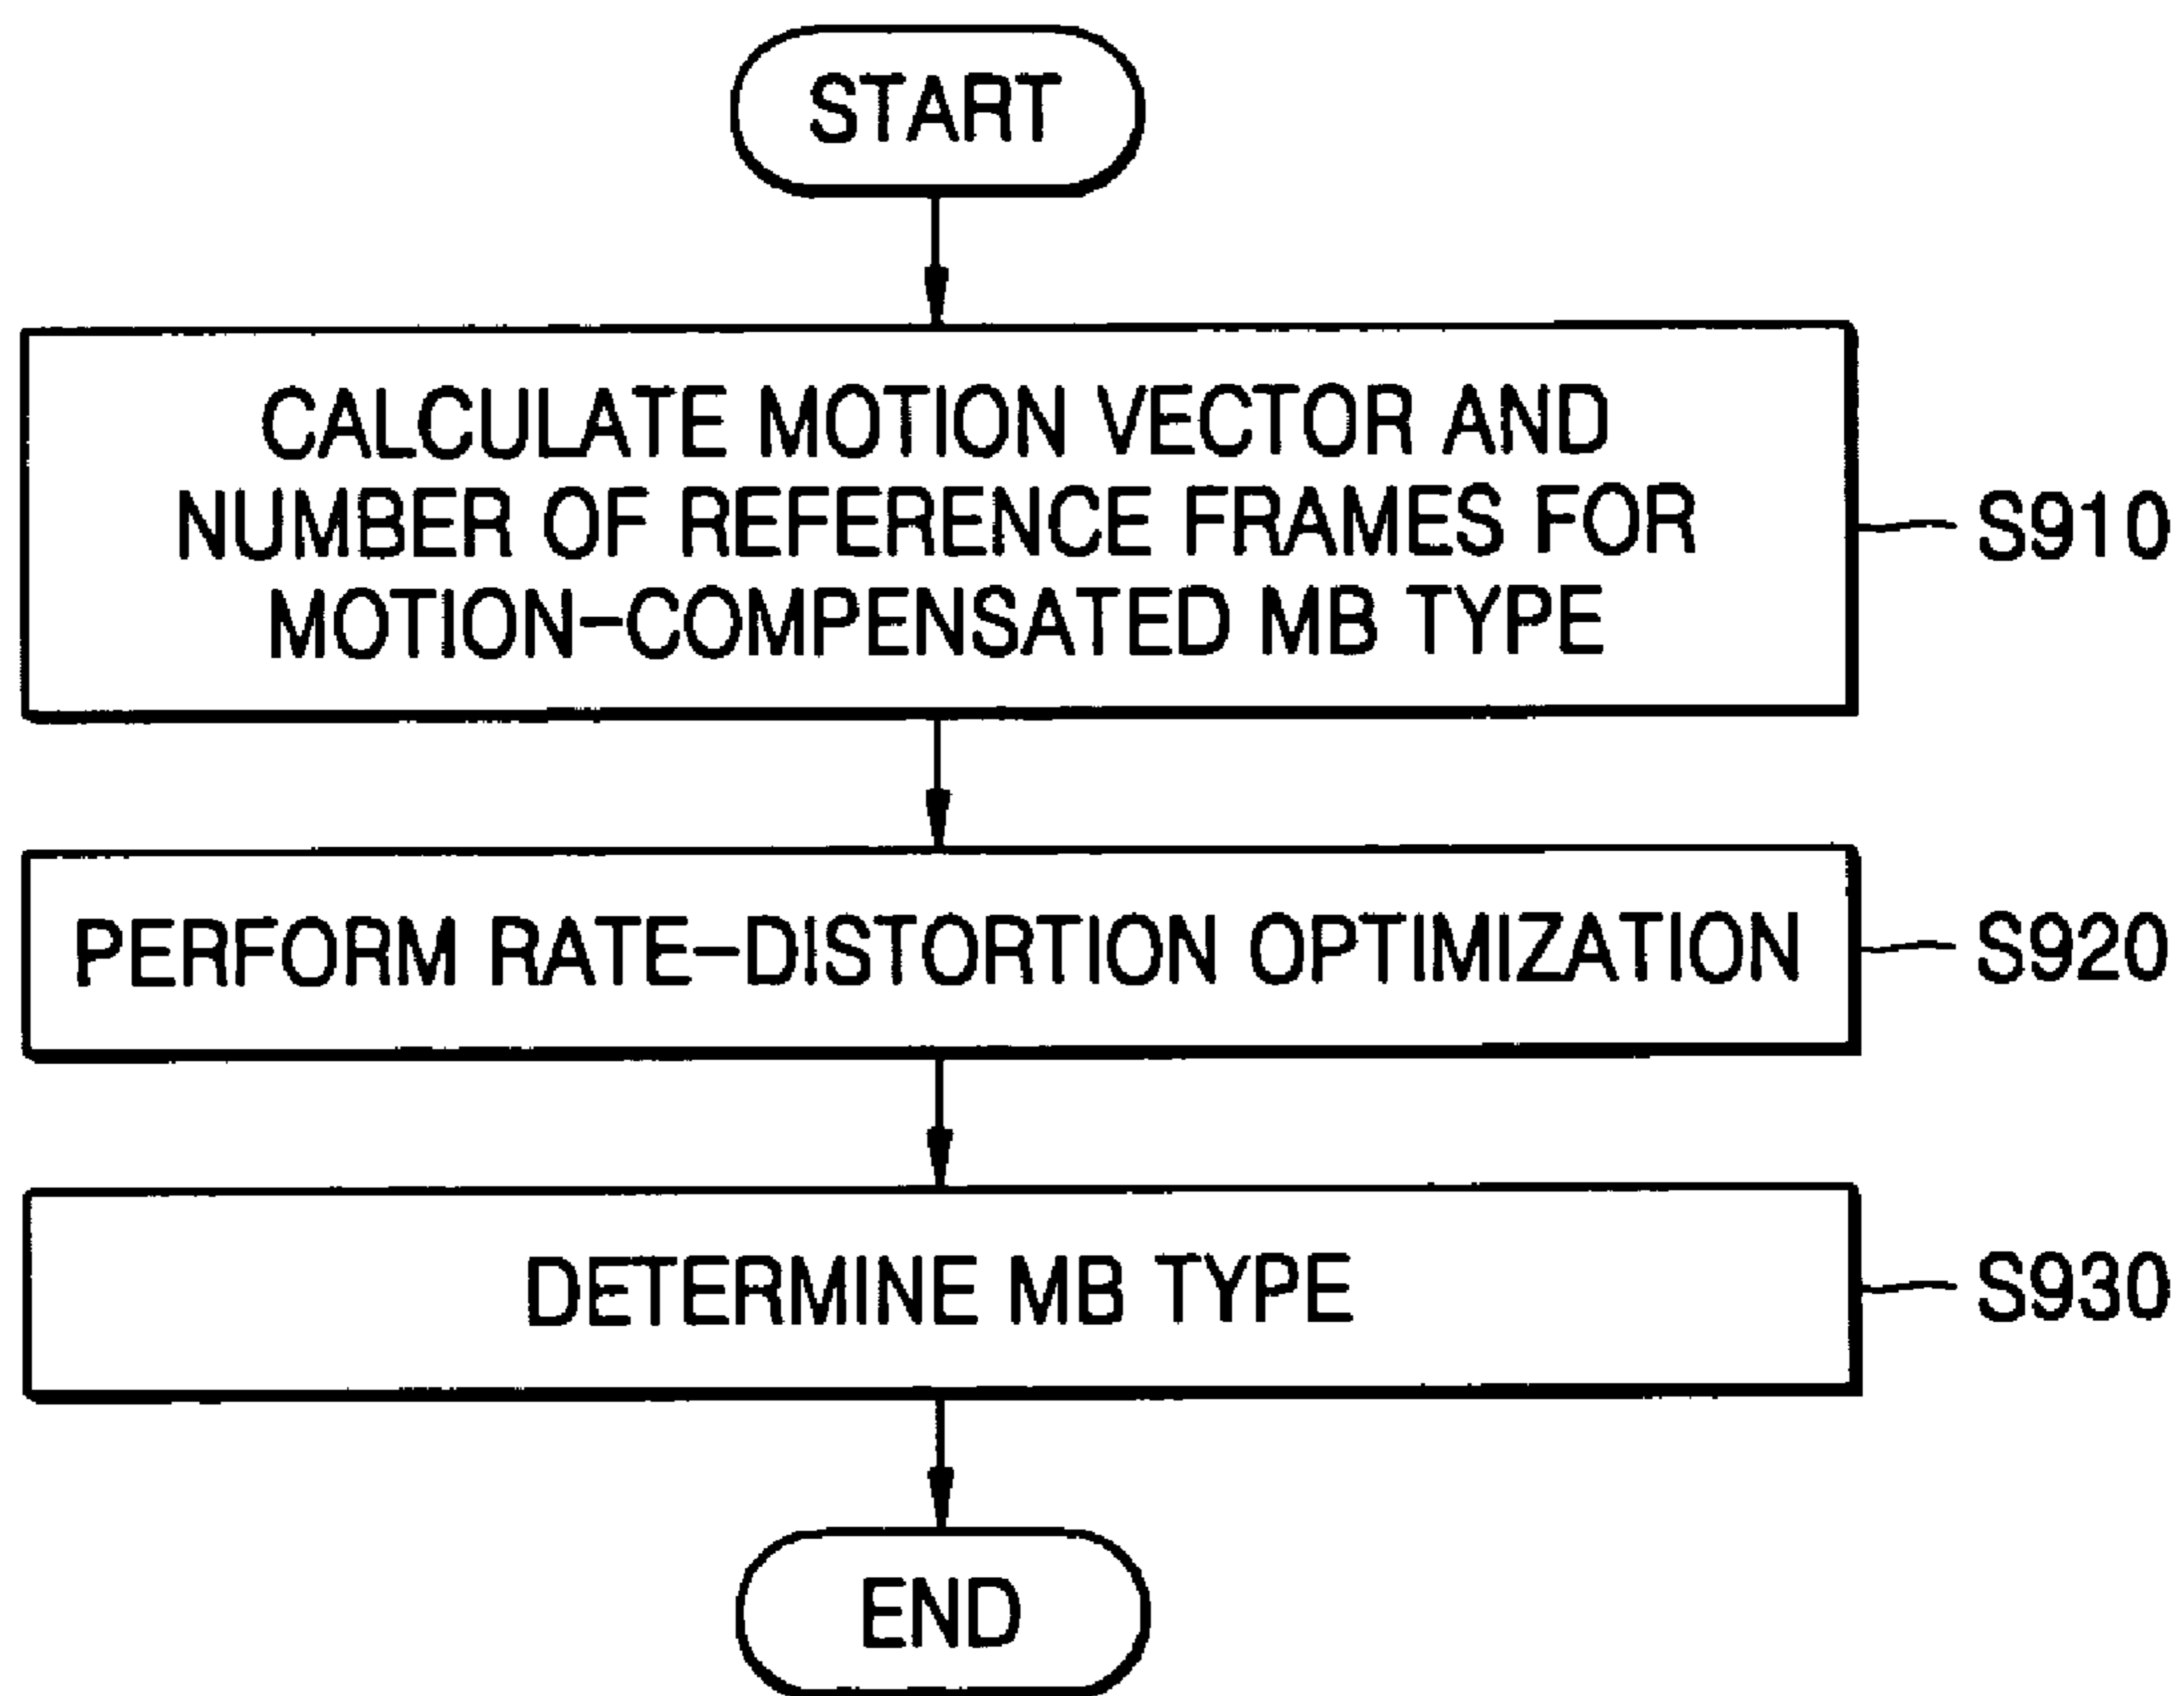 START
CALCULATE MOTION VECTOR AND
NUMBER OF REFERENCE FRAMES FOR
MOTION-COMPENSATED MB TYPE
S910
PERFORM RATE-DISTORTION OPTIMIZATION
S920
DETERMINE MB TYPE
S930
END